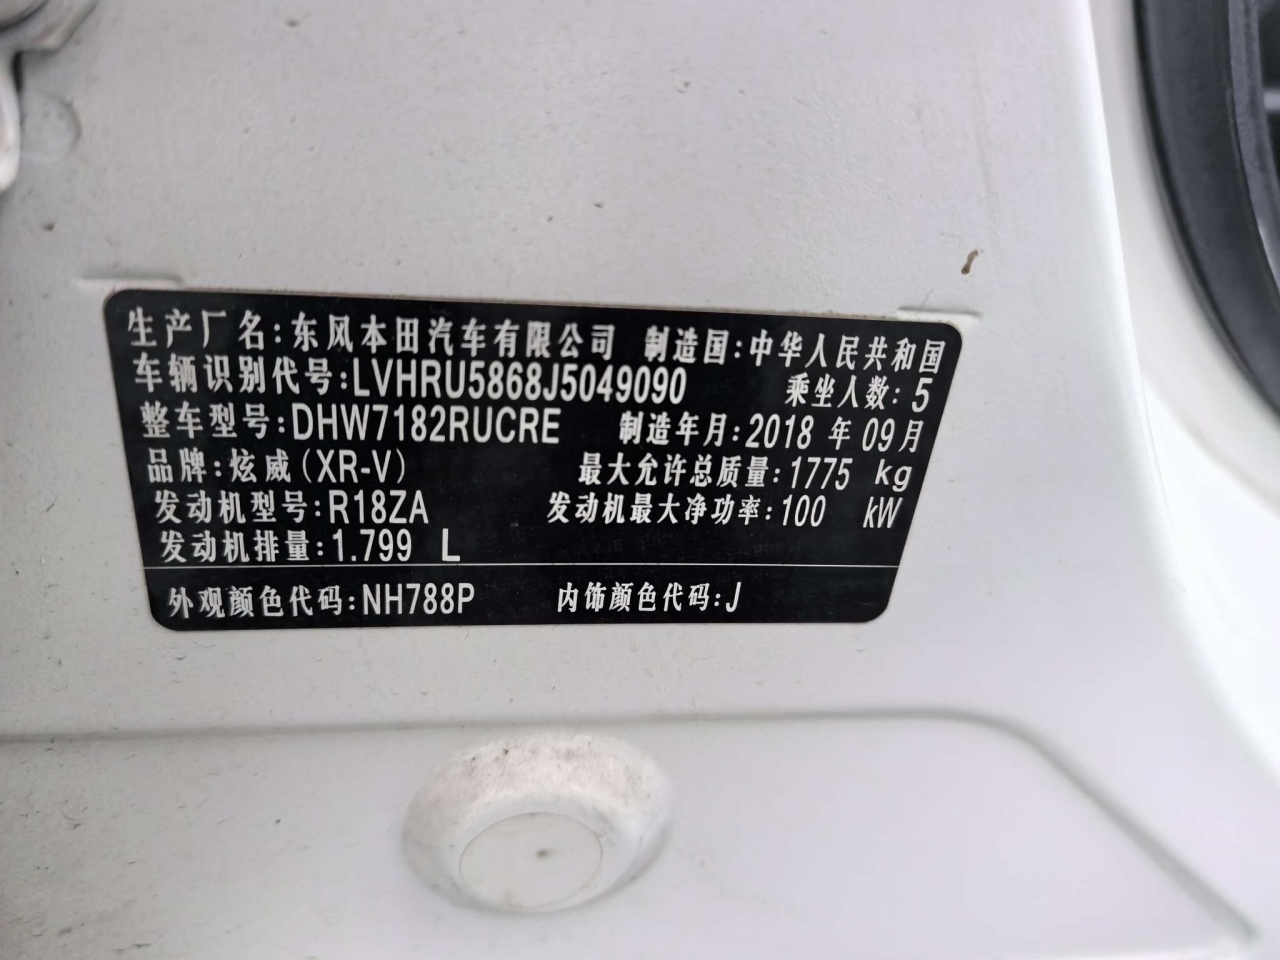 生产厂名:东风本田汽车有限公司 制造国:中华人民共和国
车辆识别代号:LVHRU5868J5049090 乘坐人数:5
整车型号:DHW7182RUCRE 制造年月:2018 年 09月
品牌:炫威(XR-V) 最大允许总质量:1775 kg
发动机型号:R18ZA 发动机最大净功率:100 kW
发动机排量:1.799 L
外观颜色代码:NH788P 内饰颜色代码:J